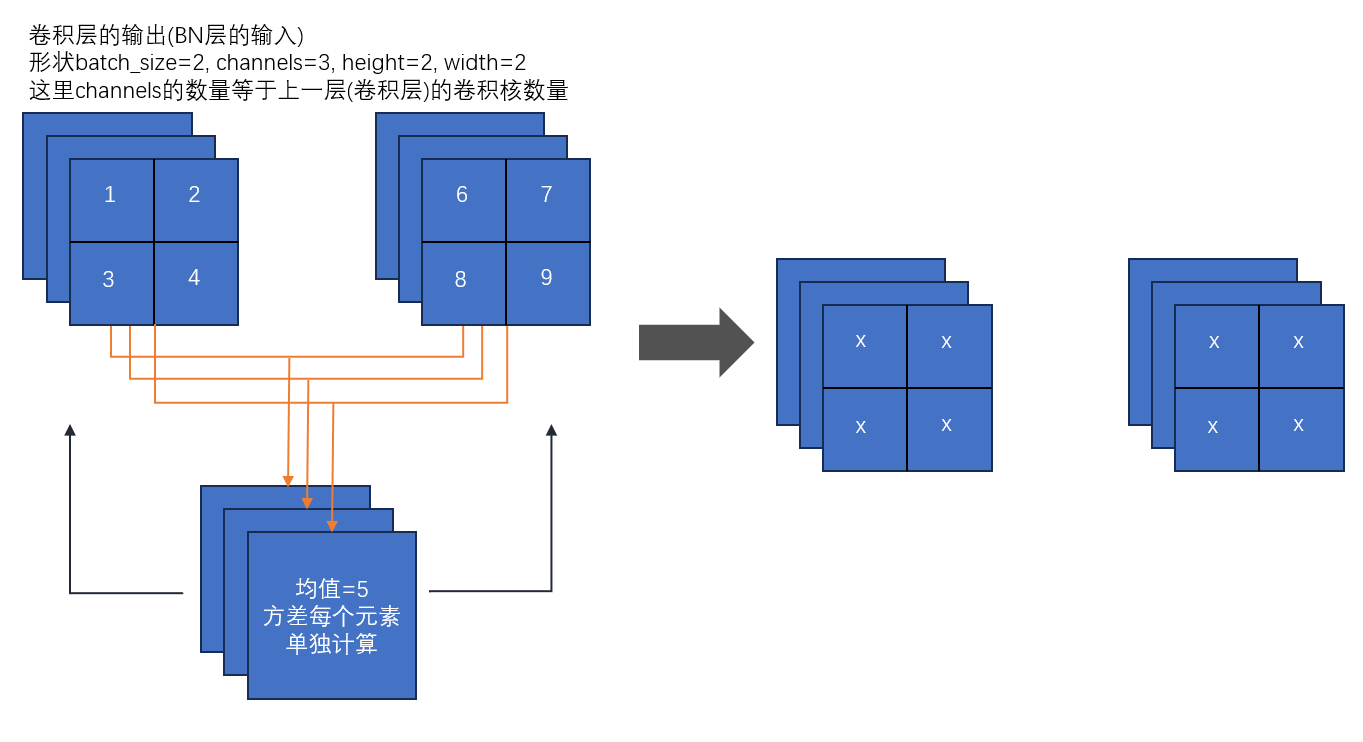 卷积层的输出(BN层的输入)
形状batch_size=2, channels=3, height=2, width=2
这里channels的数量等于上一层(卷积层)的卷积核数量
1 2
3 4
6 7
8 9
x x
x x
x x
x x
均值=5
方差每个元素
单独计算